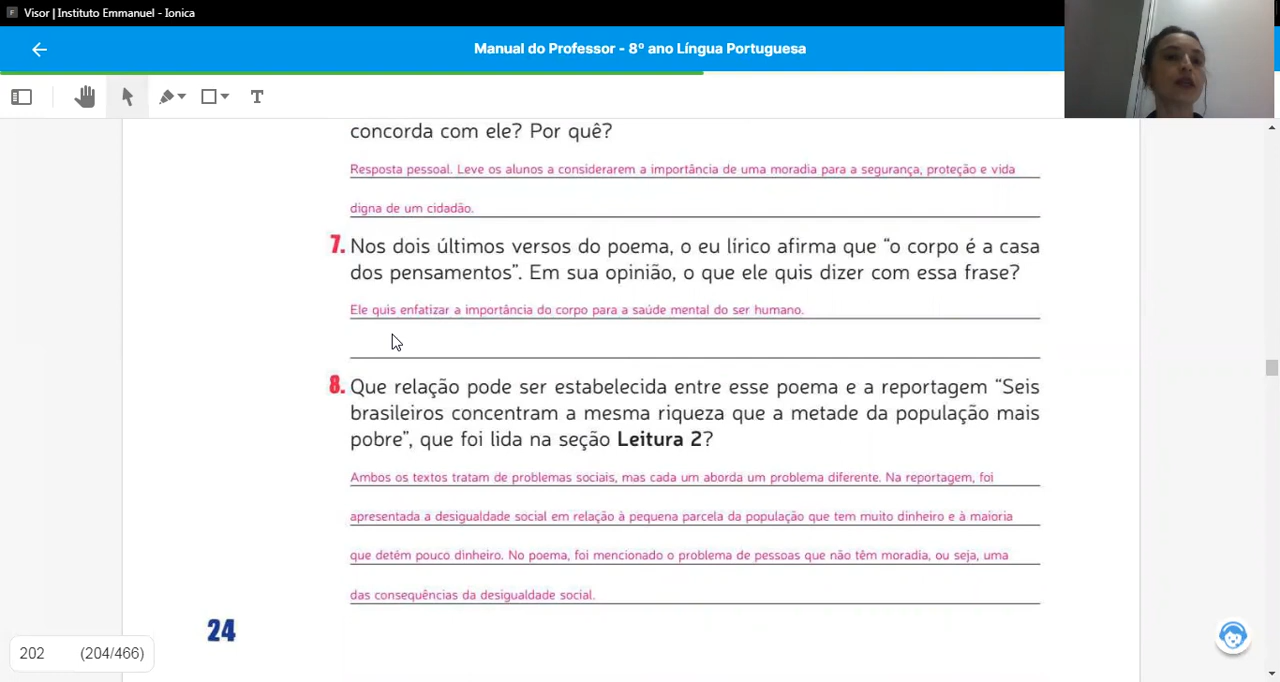 Visor | Instituto Emmanuel - Ionica
Manual do Professor - 8º ano Língua Portuguesa
T
concorda com ele? Por quê?
Resposta pessoal. Leve os alunos a considerarem a importância de uma moradia para a segurança, proteção e vida
digna de um cidadão.
7. Nos dois últimos versos do poema, o eu lírico afirma que “o corpo é a casa
dos pensamentos”. Em sua opinião, o que ele quis dizer com essa frase?
Ele quis enfatizar a importância do corpo para a saúde mental do ser humano.
8. Que relação pode ser estabelecida entre esse poema e a reportagem “Seis
brasileiros concentram a mesma riqueza que a metade da população mais
pobre”, que foi lida na seção Leitura 2?
Ambos os textos tratam de problemas sociais, mas cada um aborda um problema diferente. Na reportagem, foi
apresentada a desigualdade social em relação à pequena parcela da população que tem muito dinheiro e à maioria
que detém pouco dinheiro. No poema, foi mencionado o problema de pessoas que não têm moradia, ou seja, uma
das consequências da desigualdade social.
24
202 (204/466)